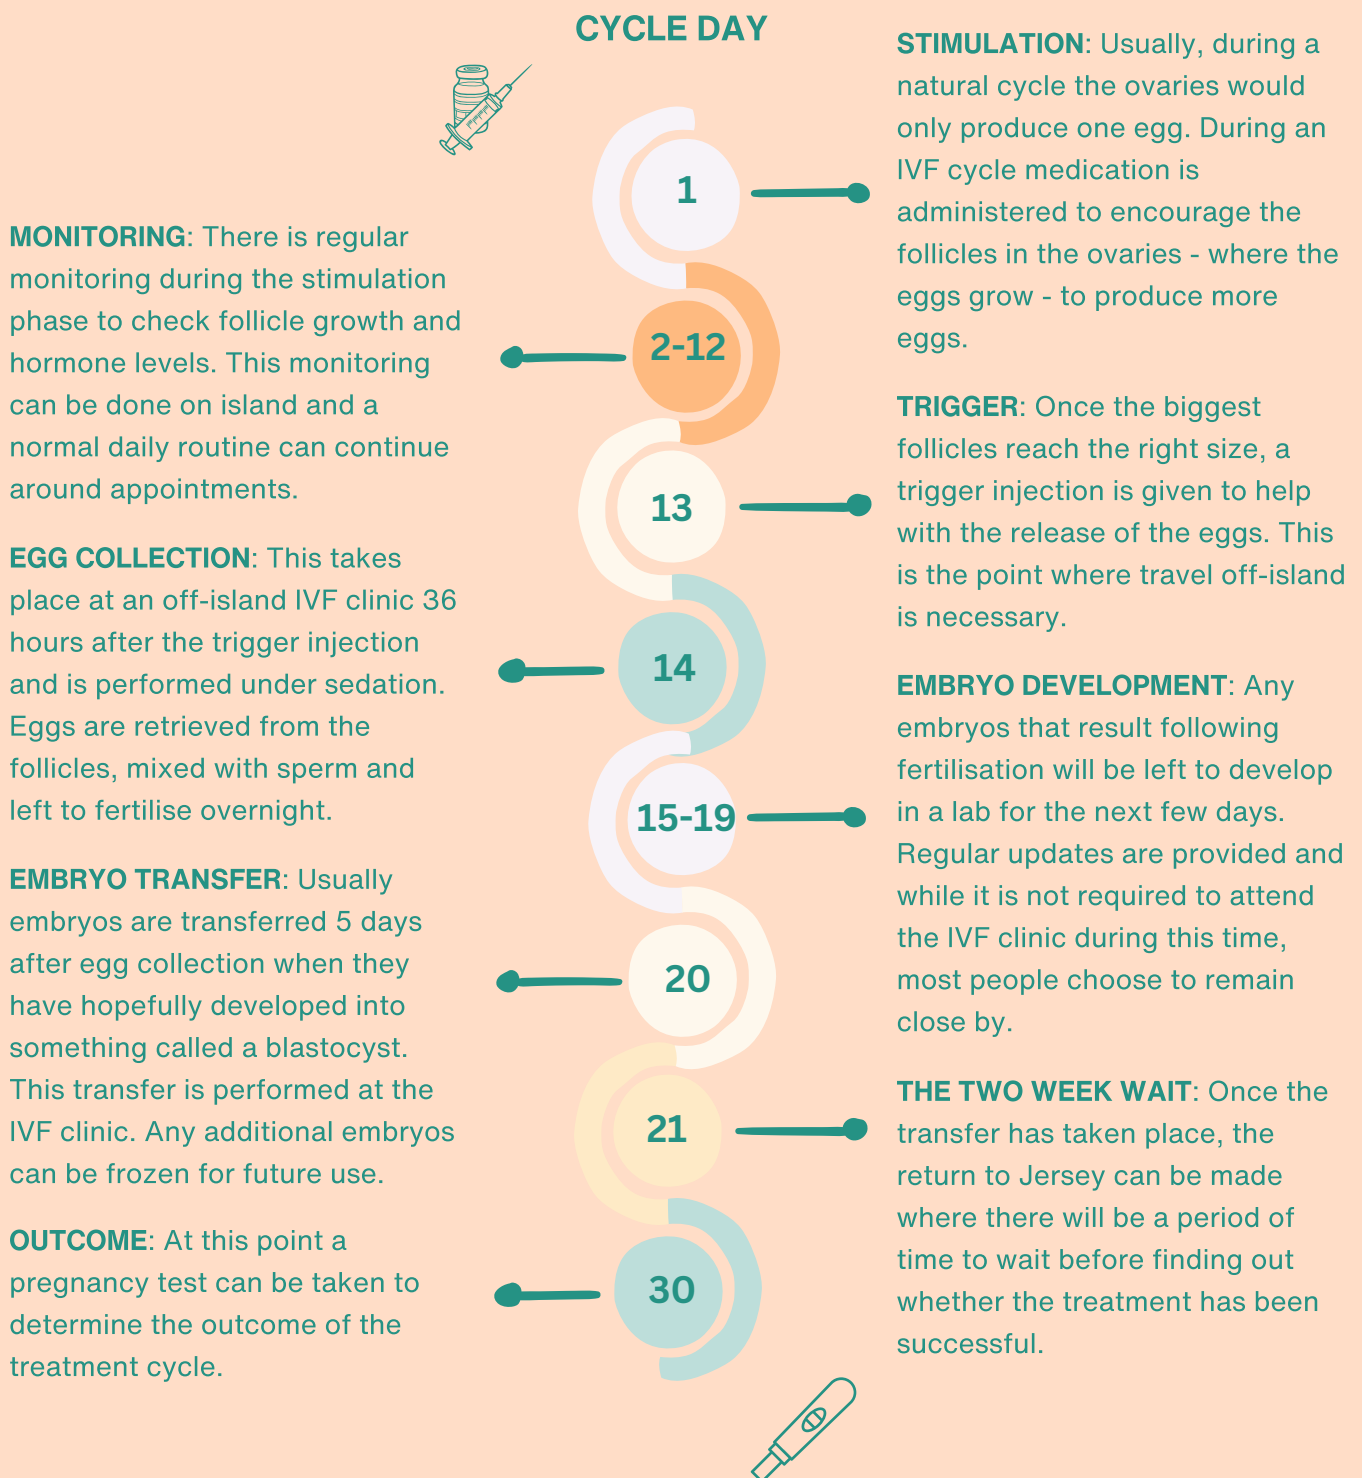 CYCLE DAY
1
STIMULATION: Usually, during a
natural cycle the ovaries would
only produce one egg. During an
IVF cycle medication is
administered to encourage the
follicles in the ovaries - where the
eggs grow - to produce more
eggs.
2-12
MONITORING: There is regular
monitoring during the stimulation
phase to check follicle growth and
hormone levels. This monitoring
can be done on island and a
normal daily routine can continue
around appointments.
13
TRIGGER: Once the biggest
follicles reach the right size, a
trigger injection is given to help
with the release of the eggs. This
is the point where travel off-island
is necessary.
14
EGG COLLECTION: This takes
place at an off-island IVF clinic 36
hours after the trigger injection
and is performed under sedation.
Eggs are retrieved from the
follicles, mixed with sperm and
left to fertilise overnight.
15-19
EMBRYO DEVELOPMENT: Any
embryos that result following
fertilisation will be left to develop
in a lab for the next few days.
Regular updates are provided and
while it is not required to attend
the IVF clinic during this time,
most people choose to remain
close by.
20
EMBRYO TRANSFER: Usually
embryos are transferred 5 days
after egg collection when they
have hopefully developed into
something called a blastocyst.
This transfer is performed at the
IVF clinic. Any additional embryos
can be frozen for future use.
21
THE TWO WEEK WAIT: Once the
transfer has taken place, the
return to Jersey can be made
where there will be a period of
time to wait before finding out
whether the treatment has been
successful.
30
OUTCOME: At this point a
pregnancy test can be taken to
determine the outcome of the
treatment cycle.